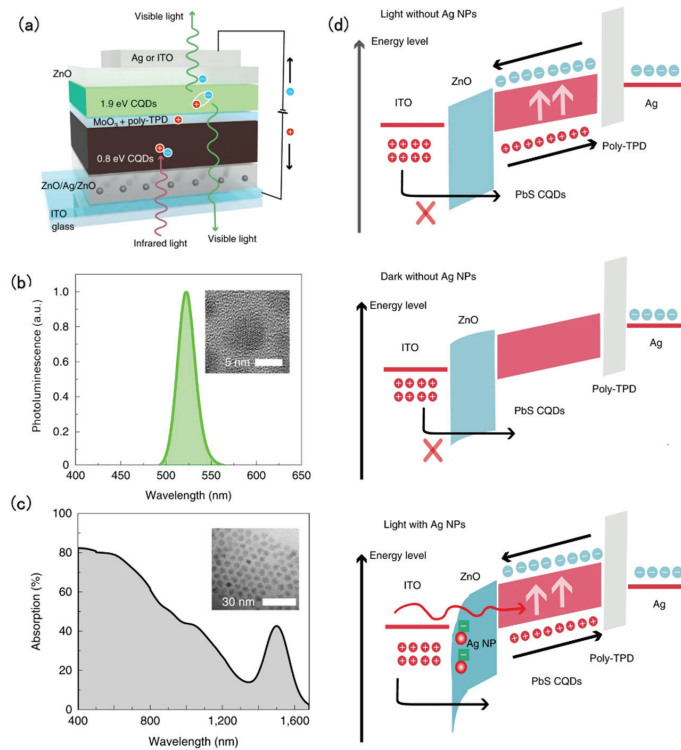 (a)
Visible light
Ag or ITO
ZnO
1.9 eV CQDs
MoO3 + poly-TPD
0.8 eV CQDs
ZnO/Ag/ZnO
ITO
glass
Infrared light
Visible light
(b)
Photoluminescence (a.u.)
1.0
0.8
0.6
0.4
0.2
0
5 nm
400 450 500 550 600 650
Wavelength (nm)
(c)
Absorption (%)
100
80
60
40
20
0
30 nm
400 800 1,200 1,600
Wavelength (nm)
(d)
Light without Ag NPs
Energy level
ZnO
ITO
Ag
Poly-TPD
PbS CQDs
Dark without Ag NPs
Energy level
ZnO
ITO
Ag
Poly-TPD
PbS CQDs
Light with Ag NPs
Energy level
ZnO
ITO
Ag NP
Ag
Poly-TPD
PbS CQDs